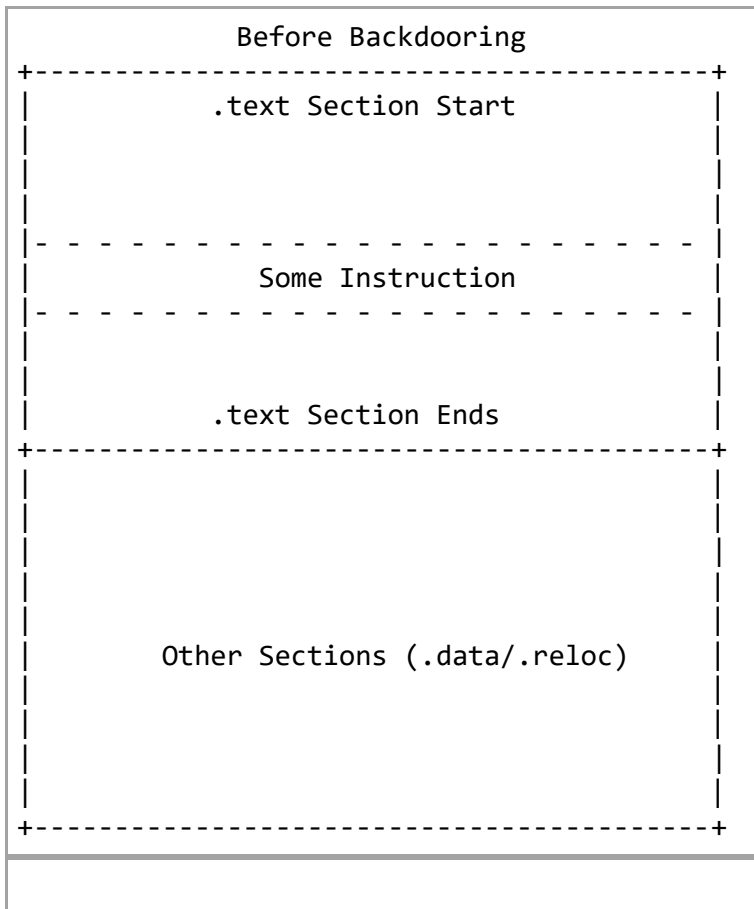 Before Backdooring
+------------------------------------------+
| .text Section Start |
|- - - - - - - - - - - - - - - - - - - - - |
| Some Instruction |
|- - - - - - - - - - - - - - - - - - - - - |
| .text Section Ends |
+------------------------------------------+
| Other Sections (.data/.reloc) |
+------------------------------------------+